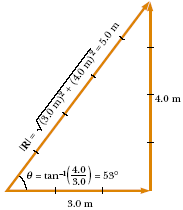 |R| = √(3.0 m)² + (4.0 m)² = 5.0 m
4.0 m
θ = tan⁻¹(4.0/3.0) = 53°
3.0 m